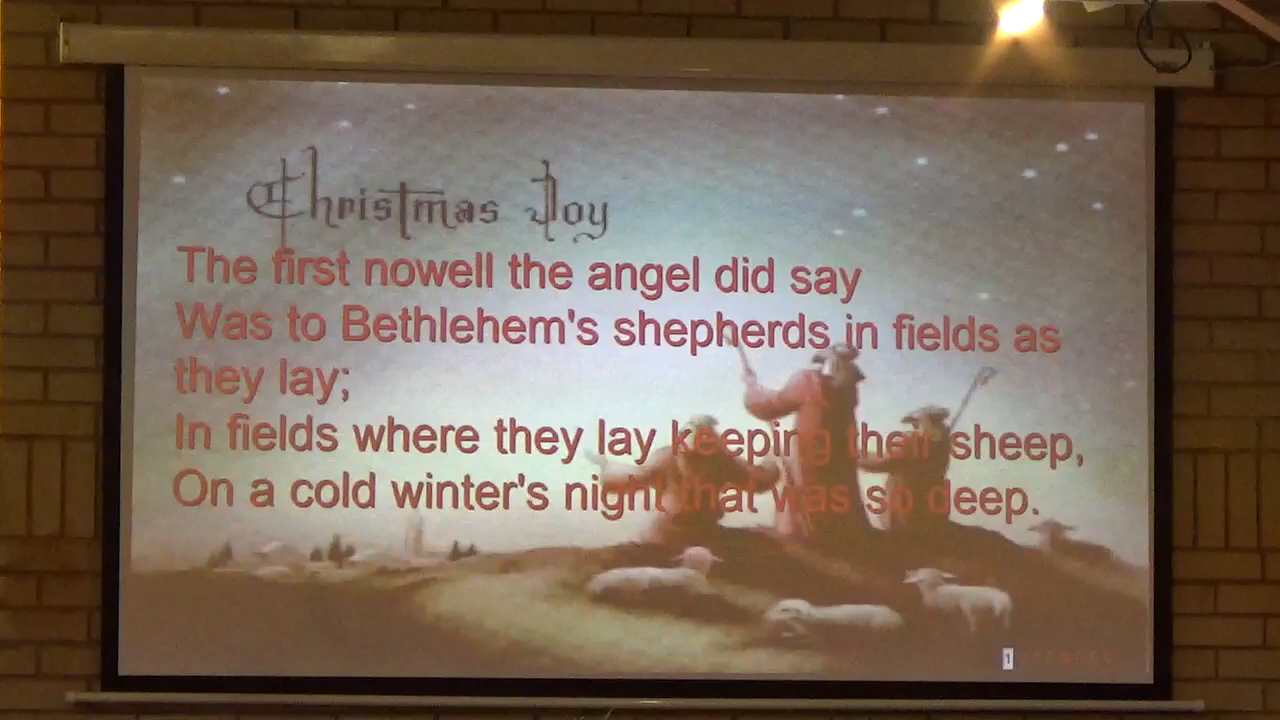 Christmas Joy
The first nowell the angel did say
Was to Bethlehem's shepherds in fields as
they lay;
In fields where they lay keeping their sheep,
On a cold winter's night that was so deep.
1